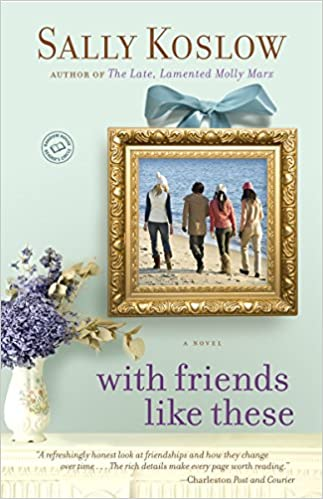 SALLY KOSLOW
AUTHOR OF The Late, Lamented Molly Marx
A NOVEL
with friends
like these
"A refreshingly honest look at friendships and how they change
over time . . . . The rich details make every page worth reading."
—Charleston Post and Courier